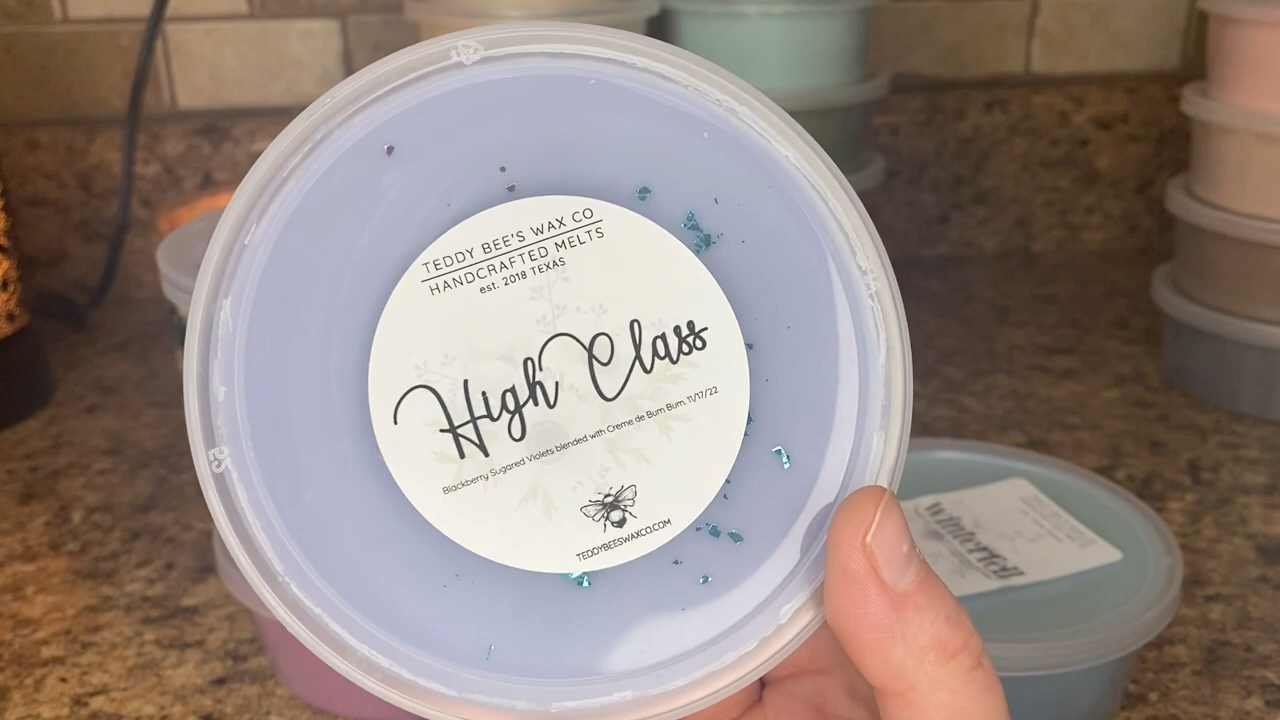 TEDDY BEE'S WAX CO
HANDCRAFTED MELTS
est. 2018 TEXAS
High Class
Blackberry Sugared Violets blended with Creme de Bum Bum. 11/17/22
TEDDYBEESWAXCO.COM
winterfell